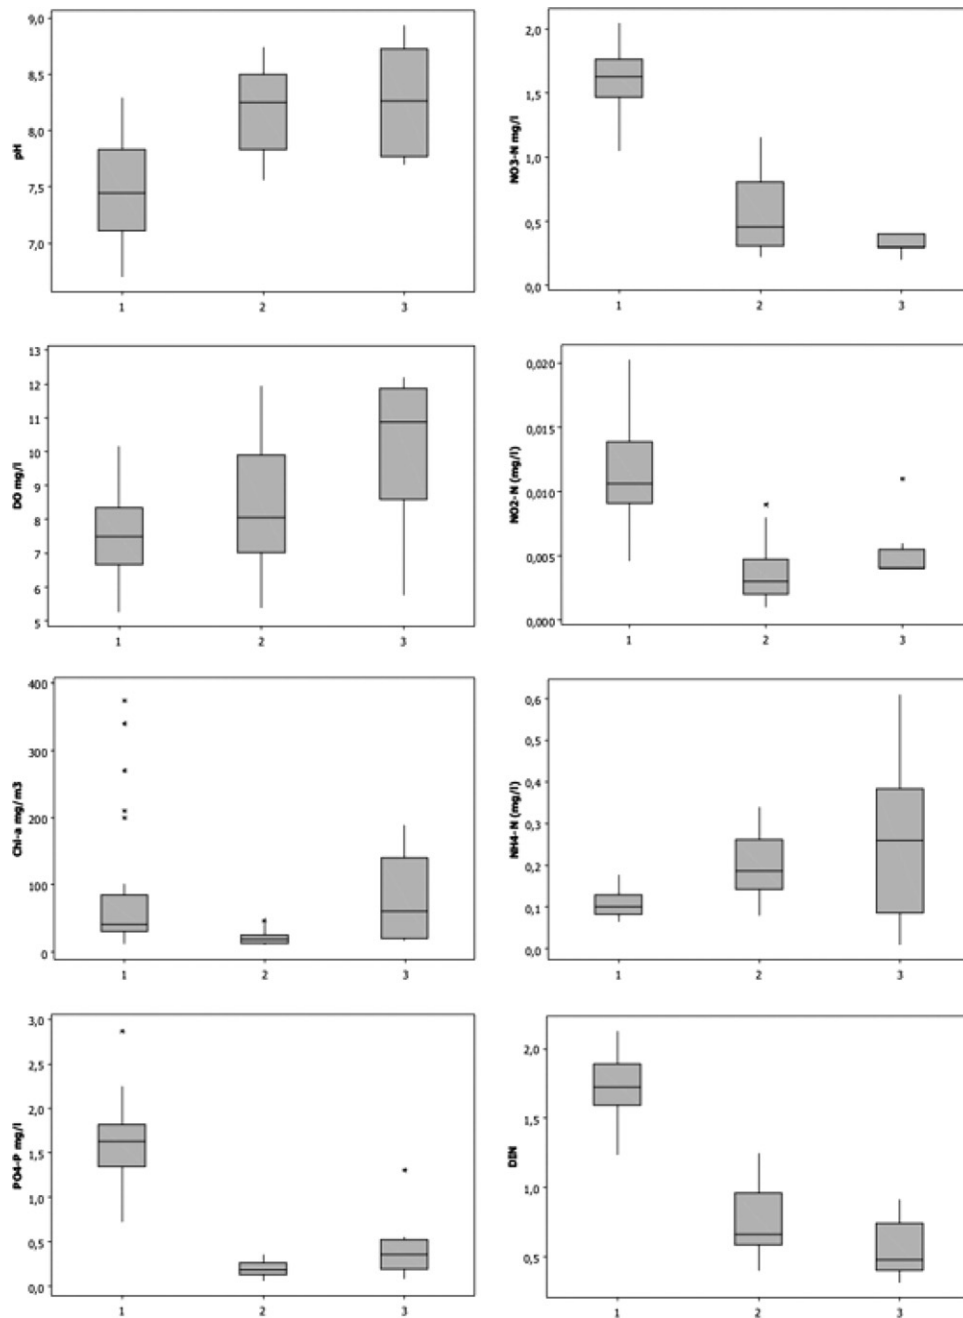 9,0
8,5
8,0
7,5
7,0
pH
1 2 3
2,0
1,5
1,0
0,5
0,0
NO3-N mg/l
1 2 3
13
12
11
10
9
8
7
6
5
DO mg/l
1 2 3
0,020
0,015
0,010
0,005
0,000
NO2-N (mg/l)
1 2 3
400
300
200
100
0
Chl-a mg/m3
1 2 3
0,6
0,5
0,4
0,3
0,2
0,1
0,0
NH4-N (mg/l)
1 2 3
3,0
2,5
2,0
1,5
1,0
0,5
0,0
PO4-P mg/l
1 2 3
2,0
1,5
1,0
0,5
DIN
1 2 3